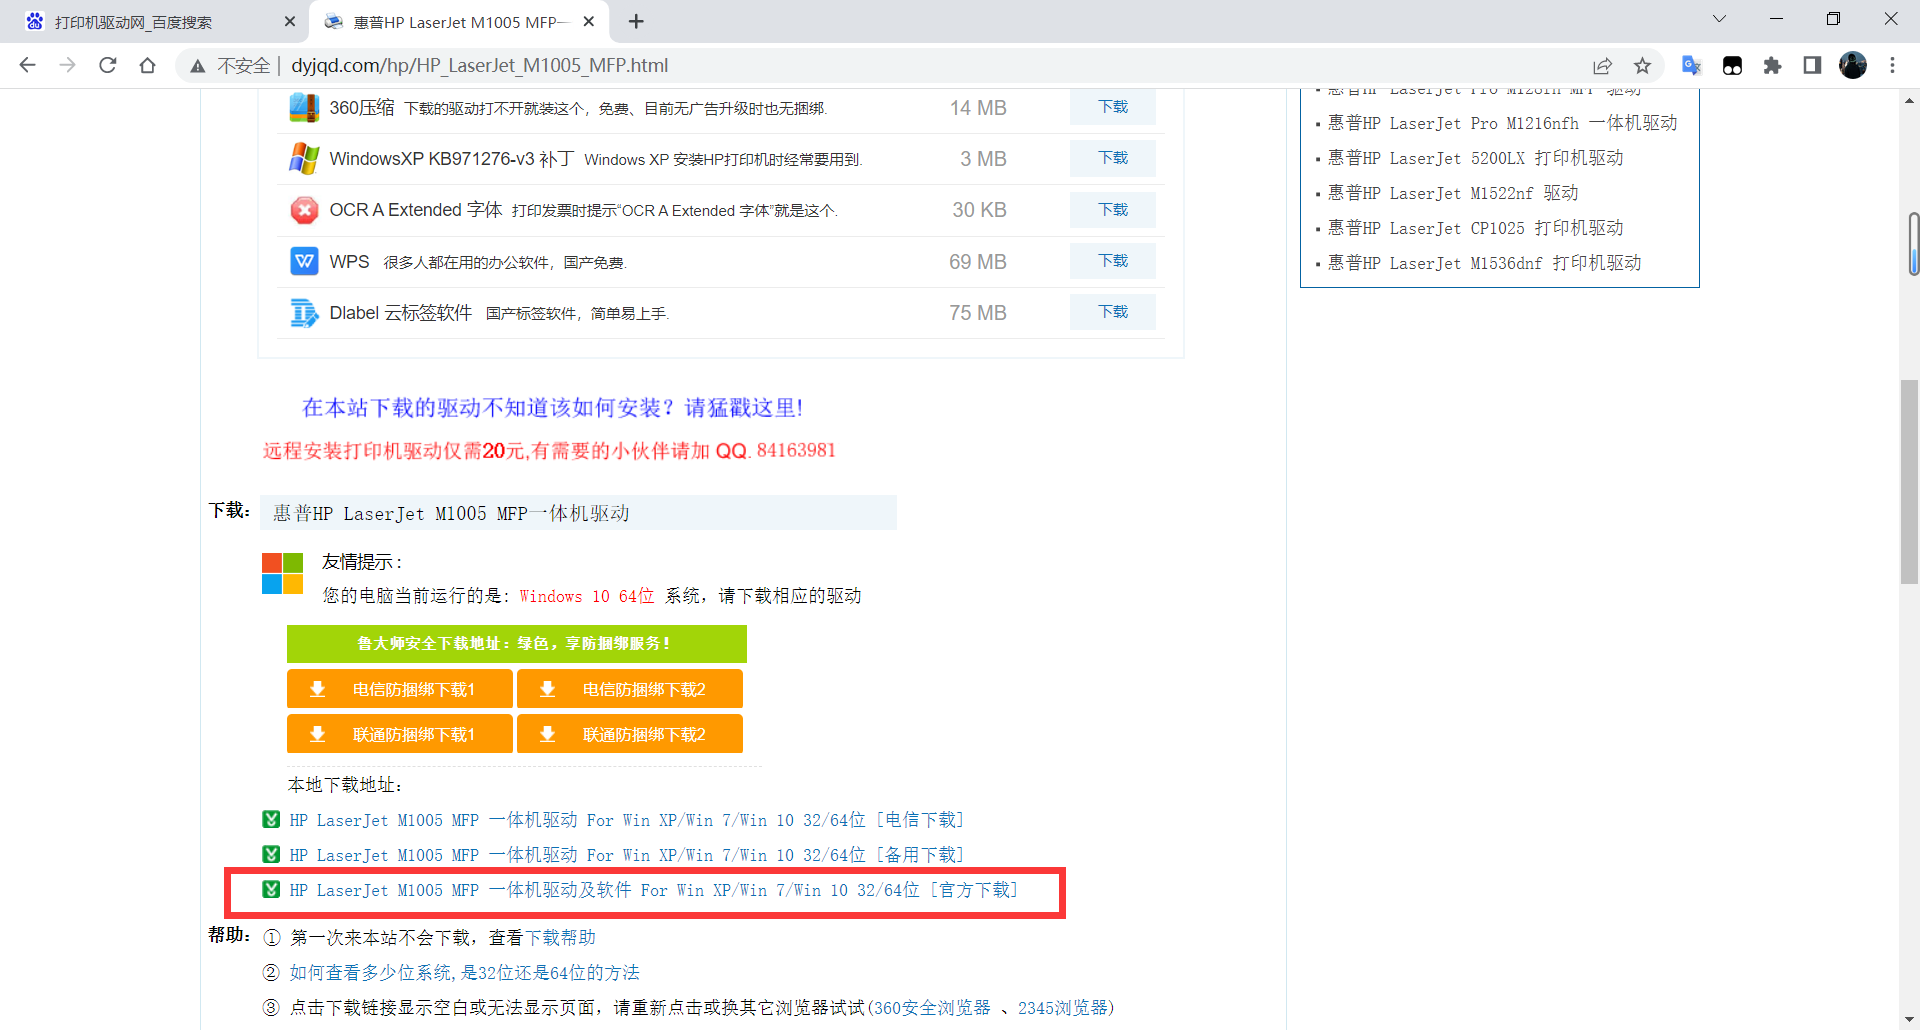 打印机驱动网_百度搜索
惠普HP LaserJet M1005 MFP一
不安全 | dyjqd.com/hp/HP_LaserJet_M1005_MFP.html
360压缩 下载的驱动打不开就装这个，免费、目前无广告升级时也无捆绑. 14 MB 下载
WindowsXP KB971276-v3 补丁 Windows XP 安装HP打印机时经常要用到. 3 MB 下载
OCR A Extended 字体 打印发票时提示“OCR A Extended 字体”就是这个. 30 KB 下载
WPS 很多人都在用的办公软件，国产免费. 69 MB 下载
Dlabel 云标签软件 国产标签软件，简单易上手. 75 MB 下载
惠普HP LaserJet Pro M128fn MFP 驱动
惠普HP LaserJet Pro M1216nfh 一体机驱动
惠普HP LaserJet 5200LX 打印机驱动
惠普HP LaserJet M1522nf 驱动
惠普HP LaserJet CP1025 打印机驱动
惠普HP LaserJet M1536dnf 打印机驱动
在本站下载的驱动不知道该如何安装？请猛戳这里!
远程安装打印机驱动仅需20元,有需要的小伙伴请加 QQ. 84163981
下载： 惠普HP LaserJet M1005 MFP一体机驱动
友情提示：
您的电脑当前运行的是：Windows 10 64位 系统，请下载相应的驱动
鲁大师安全下载地址：绿色，享防捆绑服务！
电信防捆绑下载1 电信防捆绑下载2
联通防捆绑下载1 联通防捆绑下载2
本地下载地址：
HP LaserJet M1005 MFP 一体机驱动 For Win XP/Win 7/Win 10 32/64位 [电信下载]
HP LaserJet M1005 MFP 一体机驱动 For Win XP/Win 7/Win 10 32/64位 [备用下载]
HP LaserJet M1005 MFP 一体机驱动及软件 For Win XP/Win 7/Win 10 32/64位 [官方下载]
帮助： ① 第一次来本站不会下载，查看下载帮助
② 如何查看多少位系统,是32位还是64位的方法
③ 点击下载链接显示空白或无法显示页面，请重新点击或换其它浏览器试试(360安全浏览器 、2345浏览器)